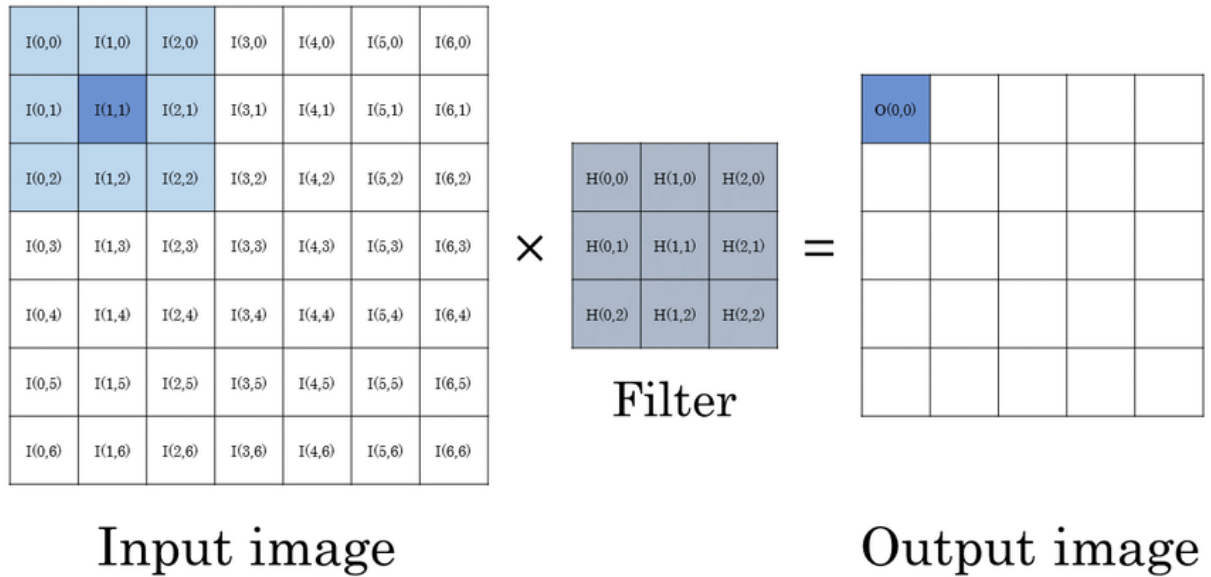 I(0,0) I(1,0) I(2,0) I(3,0) I(4,0) I(5,0) I(6,0)
I(0,1) I(1,1) I(2,1) I(3,1) I(4,1) I(5,1) I(6,1)
I(0,2) I(1,2) I(2,2) I(3,2) I(4,2) I(5,2) I(6,2)
I(0,3) I(1,3) I(2,3) I(3,3) I(4,3) I(5,3) I(6,3)
I(0,4) I(1,4) I(2,4) I(3,4) I(4,4) I(5,4) I(6,4)
I(0,5) I(1,5) I(2,5) I(3,5) I(4,5) I(5,5) I(6,5)
I(0,6) I(1,6) I(2,6) I(3,6) I(4,6) I(5,6) I(6,6)
Input image
×
H(0,0) H(1,0) H(2,0)
H(0,1) H(1,1) H(2,1)
H(0,2) H(1,2) H(2,2)
Filter
=
O(0,0)
Output image